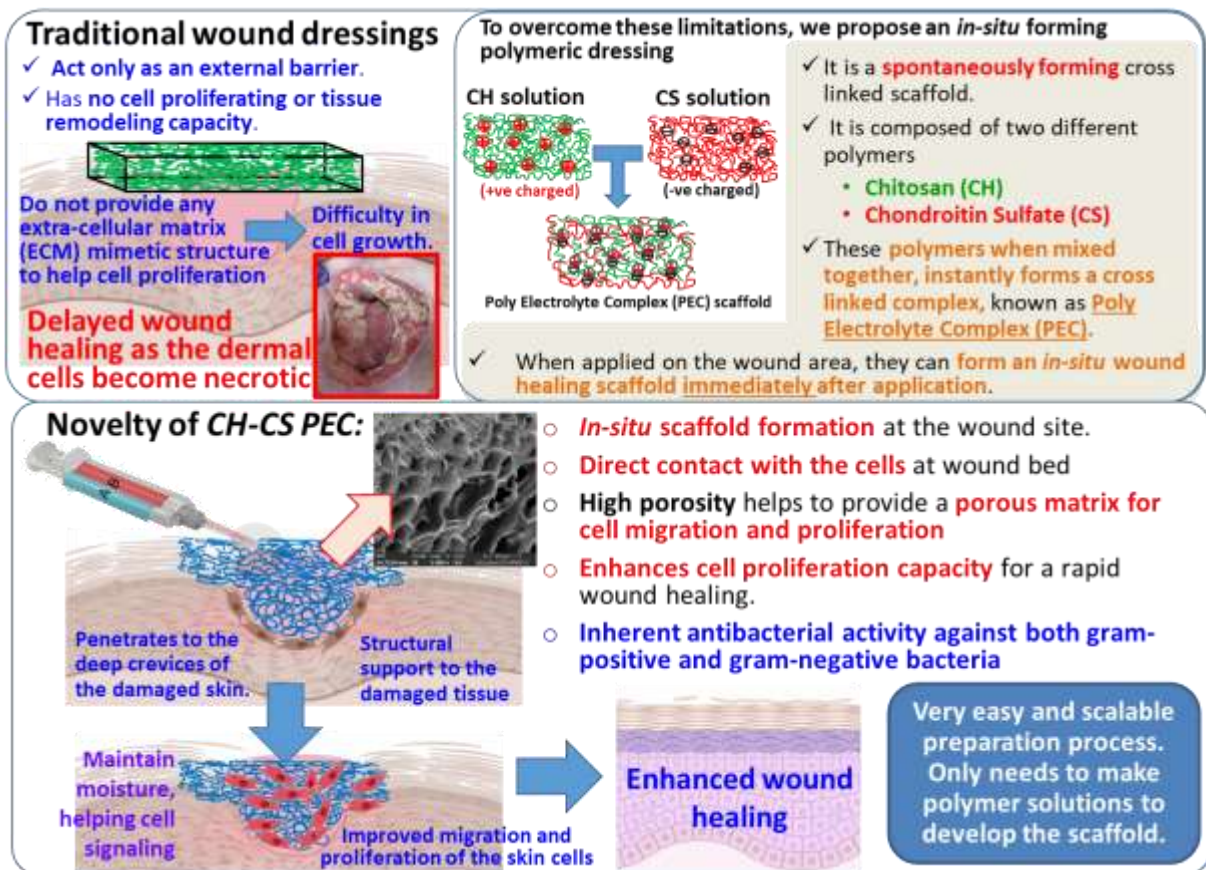 Traditional wound dressings
✓ Act only as an external barrier.
✓ Has no cell proliferating or tissue
remodeling capacity.
Do not provide any
extra-cellular matrix
(ECM) mimetic structure
to help cell proliferation
Difficulty in
cell growth.
Delayed wound
healing as the dermal
cells become necrotic
To overcome these limitations, we propose an in-situ forming
polymeric dressing
CH solution
CS solution
(+ve charged)
(-ve charged)
Poly Electrolyte Complex (PEC) scaffold
✓ It is a spontaneously forming cross
linked scaffold.
✓ It is composed of two different
polymers
• Chitosan (CH)
• Chondroitin Sulfate (CS)
✓ These polymers when mixed
together, instantly forms a cross
linked complex, known as Poly
Electrolyte Complex (PEC).
✓ When applied on the wound area, they can form an in-situ wound
healing scaffold immediately after application.
Novelty of CH-CS PEC:
A B
Penetrates to the
deep crevices of
the damaged skin.
Structural
support to the
damaged tissue
○ In-situ scaffold formation at the wound site.
○ Direct contact with the cells at wound bed
○ High porosity helps to provide a porous matrix for
cell migration and proliferation
○ Enhances cell proliferation capacity for a rapid
wound healing.
○ Inherent antibacterial activity against both gram-
positive and gram-negative bacteria
Maintain
moisture,
helping cell
signaling
Improved migration and
proliferation of the skin cells
Enhanced wound
healing
Very easy and scalable
preparation process.
Only needs to make
polymer solutions to
develop the scaffold.